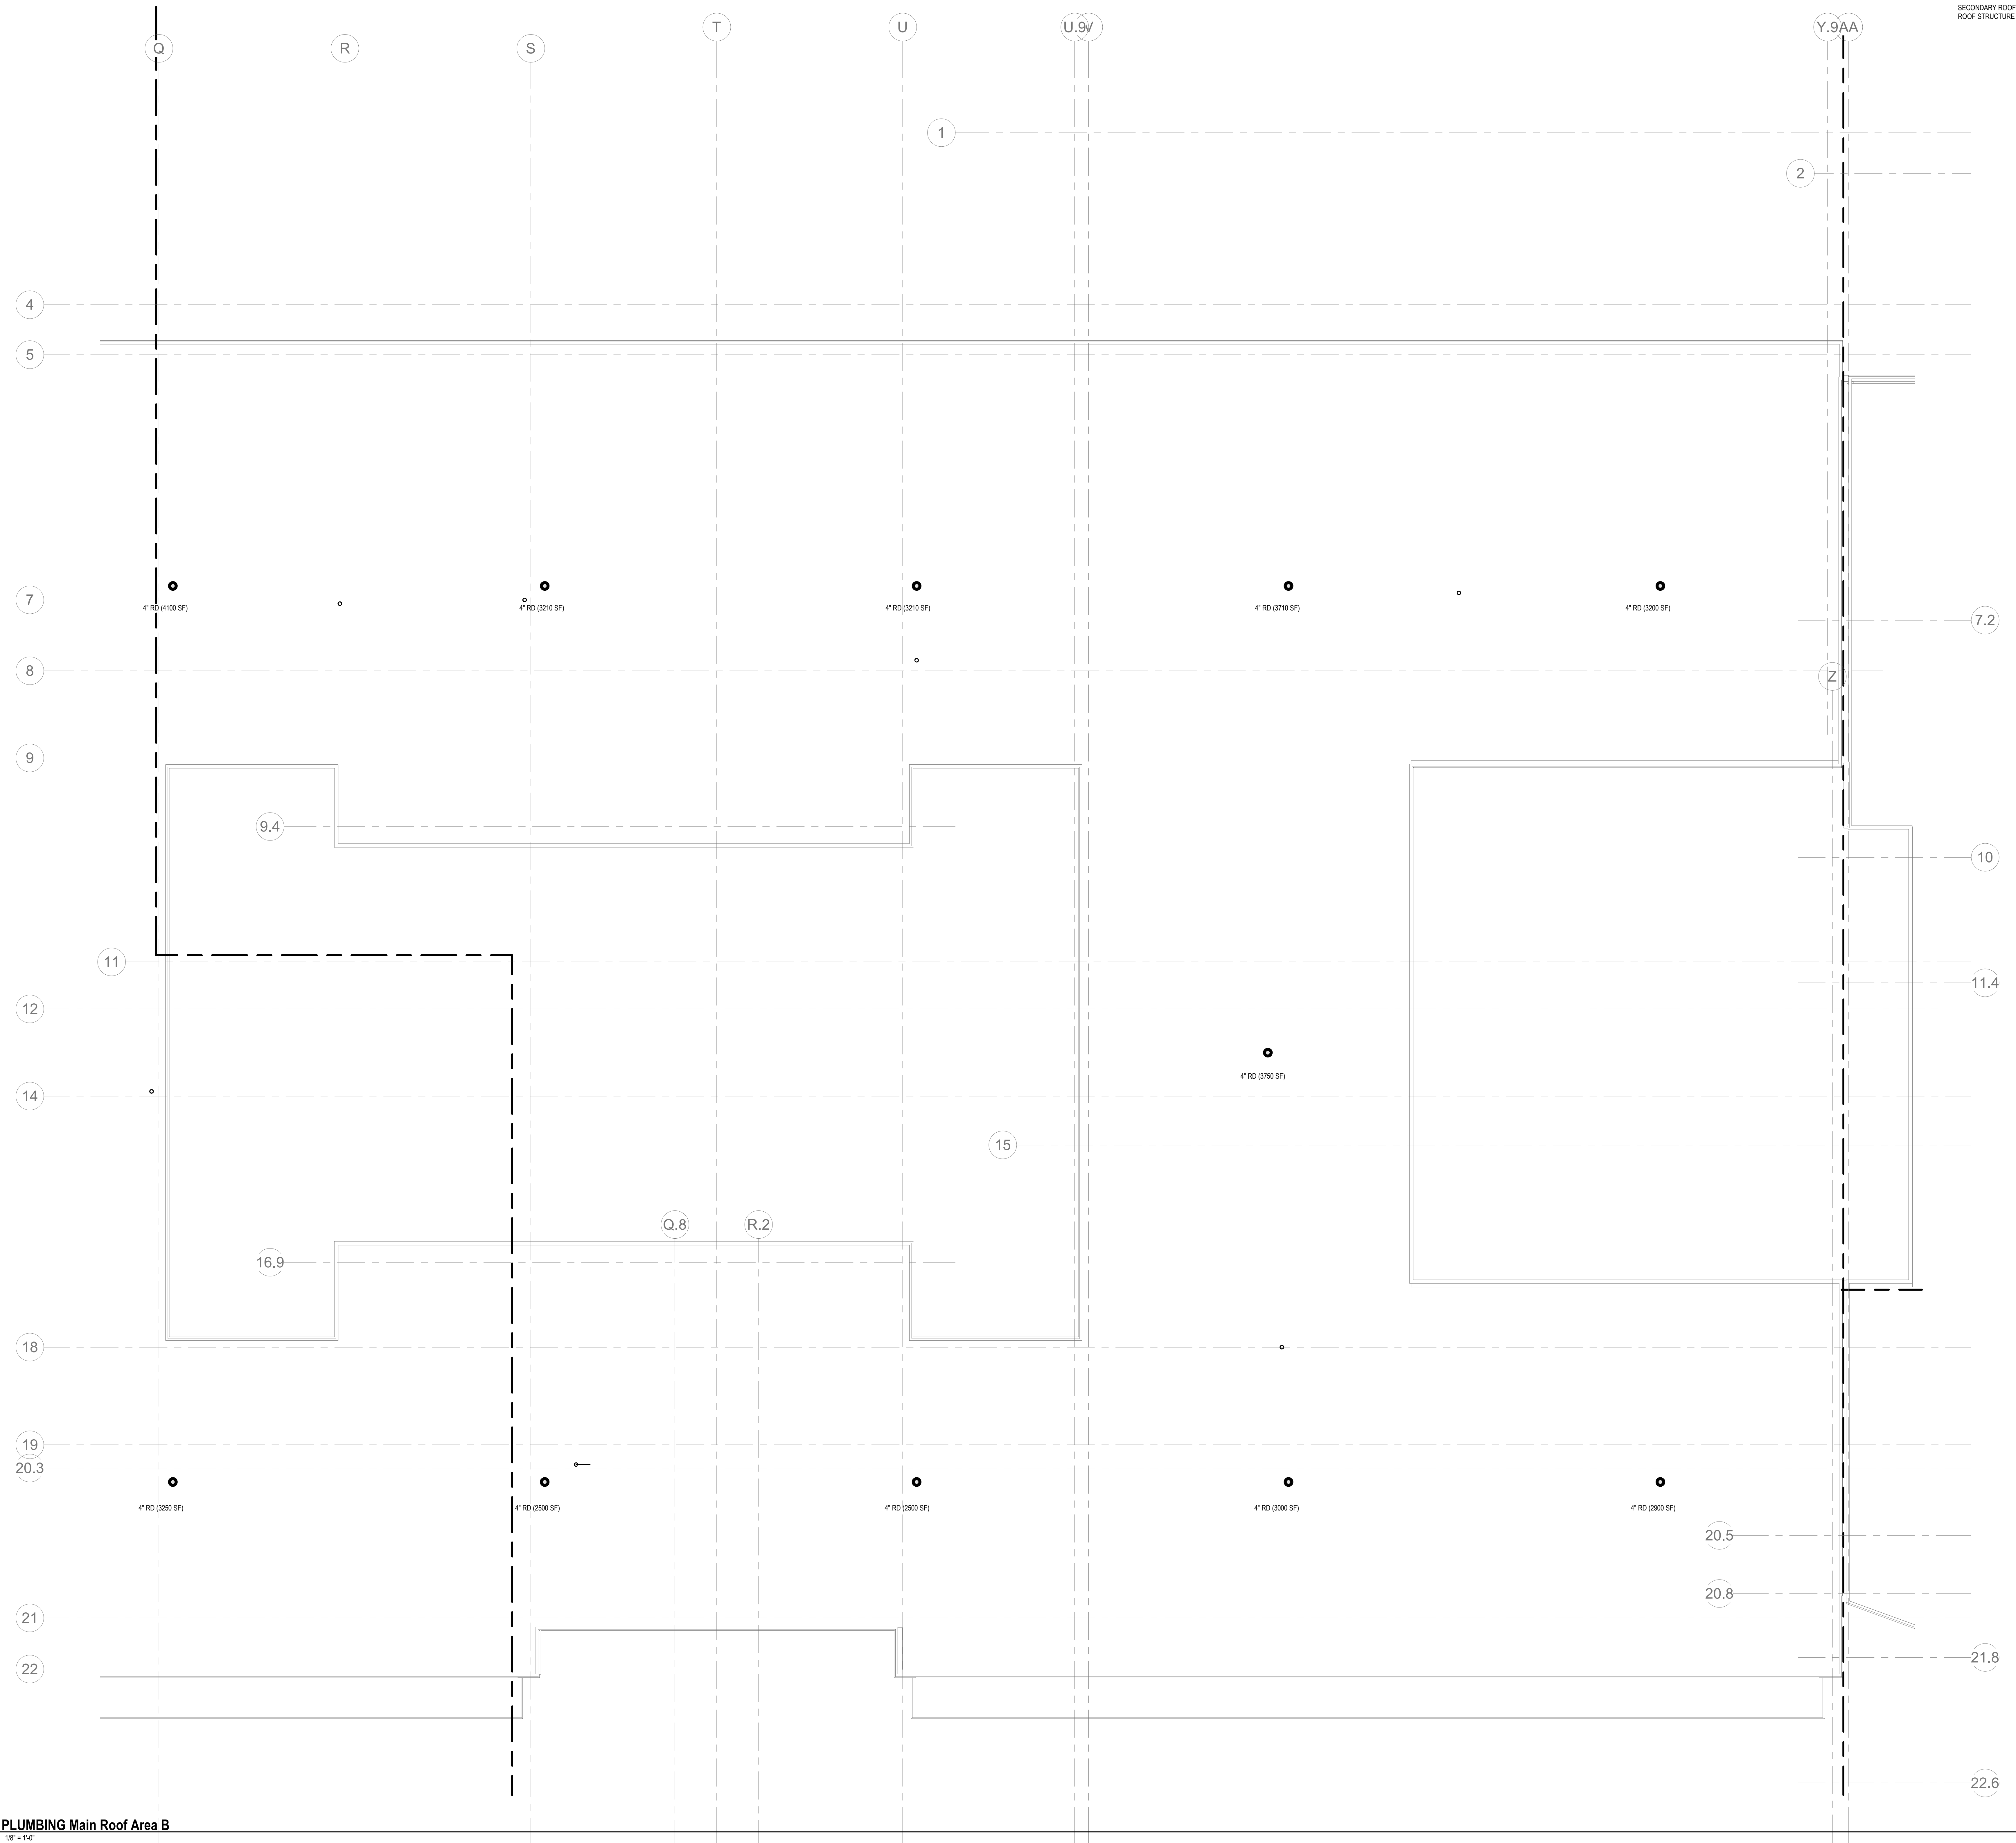 SECONDARY ROOF
ROOF STRUCTURE
Q
R
S
T
U
U.9
V
Y.9
AA
1
2
4
5
4" RD (4100 SF)
4" RD (3210 SF)
4" RD (3210 SF)
4" RD (3710 SF)
4" RD (3200 SF)
7
7.2
8
Z
9
9.4
10
11
11.4
12
4" RD (3750 SF)
14
15
Q.8
R.2
16.9
18
19
20.3
4" RD (3250 SF)
4" RD (2500 SF)
4" RD (2500 SF)
4" RD (3000 SF)
4" RD (2900 SF)
20.5
20.8
21
21.8
22
22.6
PLUMBING Main Roof Area B
1/8" = 1'-0"